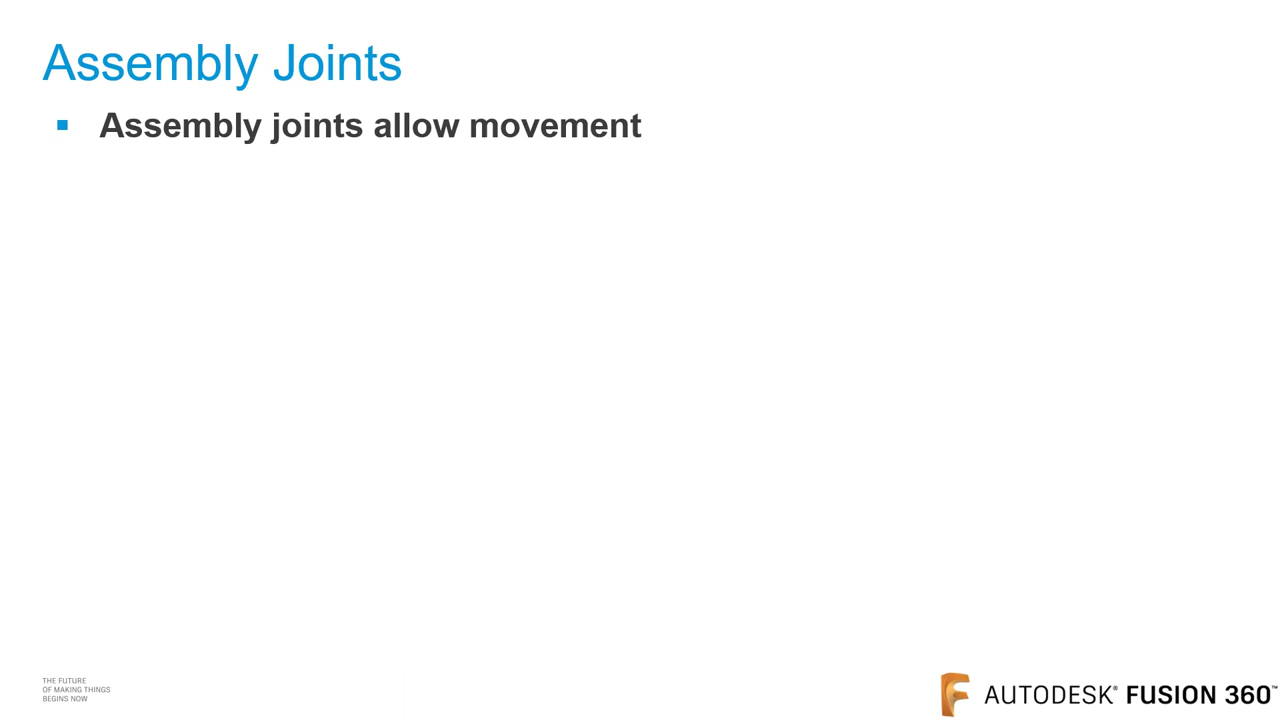 Assembly Joints
▪ Assembly joints allow movement
THE FUTURE
OF MAKING THINGS
BEGINS NOW
AUTODESK® FUSION 360™